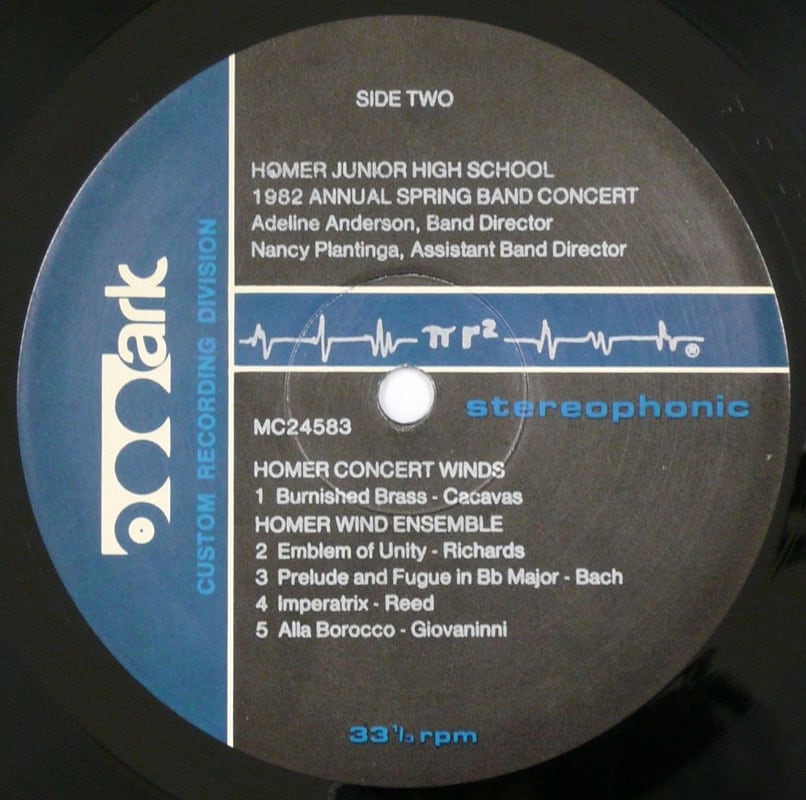 SIDE TWO
HOMER JUNIOR HIGH SCHOOL
1982 ANNUAL SPRING BAND CONCERT
Adeline Anderson, Band Director
Nancy Plantinga, Assistant Band Director
mark
CUSTOM RECORDING DIVISION
π r²
®
stereophonic
MC24583
HOMER CONCERT WINDS
1 Burnished Brass - Cacavas
HOMER WIND ENSEMBLE
2 Emblem of Unity - Richards
3 Prelude and Fugue in Bb Major - Bach
4 Imperatrix - Reed
5 Alla Borocco - Giovaninni
33 1/3 rpm